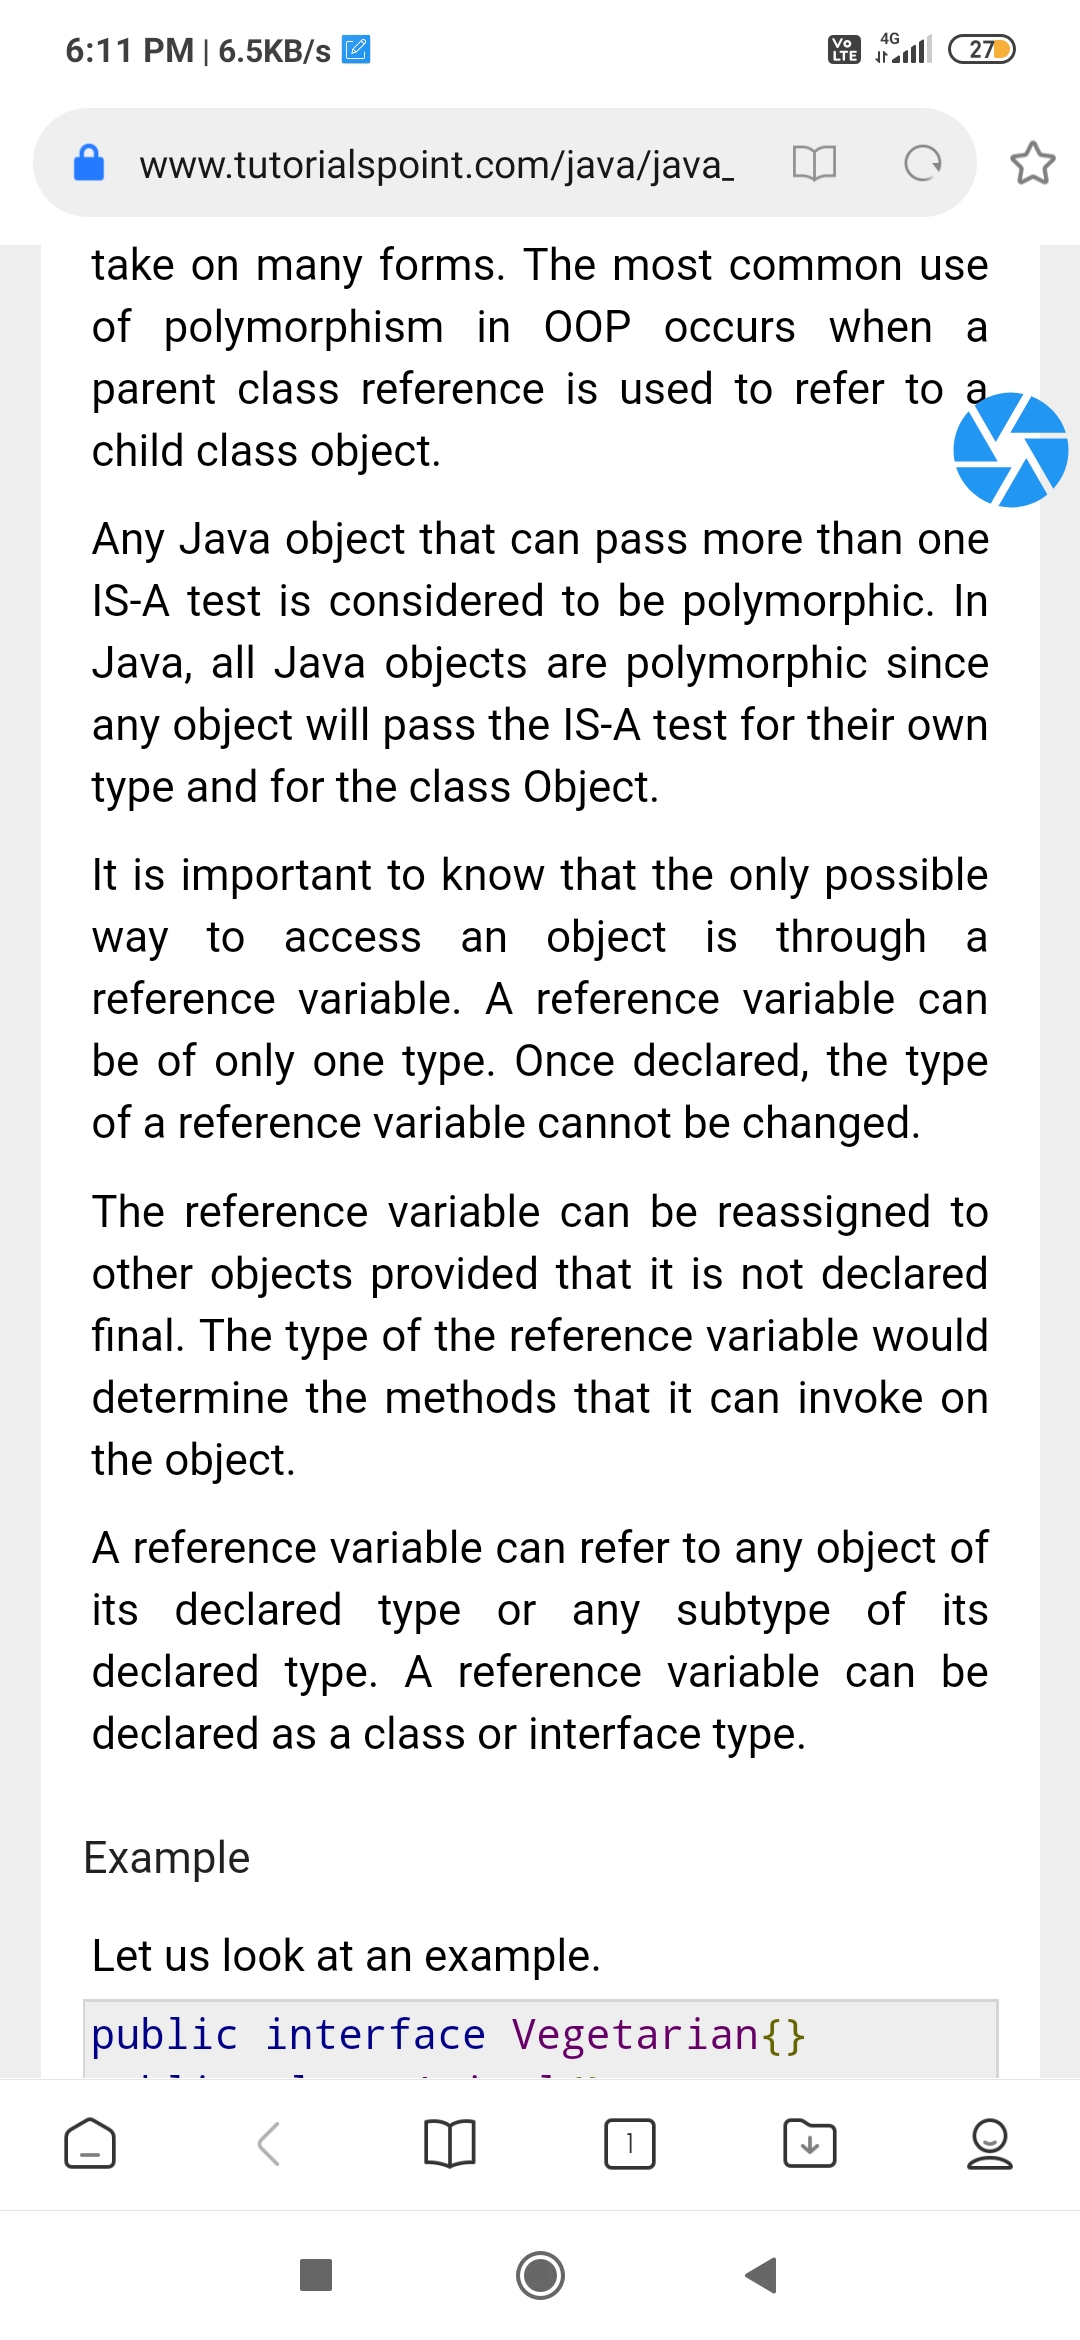 6:11 PM | 6.5KB/s
Vo LTE 4G 27
www.tutorialspoint.com/java/java_
take on many forms. The most common use
of polymorphism in OOP occurs when a
parent class reference is used to refer to a
child class object.
Any Java object that can pass more than one
IS-A test is considered to be polymorphic. In
Java, all Java objects are polymorphic since
any object will pass the IS-A test for their own
type and for the class Object.
It is important to know that the only possible
way to access an object is through a
reference variable. A reference variable can
be of only one type. Once declared, the type
of a reference variable cannot be changed.
The reference variable can be reassigned to
other objects provided that it is not declared
final. The type of the reference variable would
determine the methods that it can invoke on
the object.
A reference variable can refer to any object of
its declared type or any subtype of its
declared type. A reference variable can be
declared as a class or interface type.
Example
Let us look at an example.
public interface Vegetarian{}
1